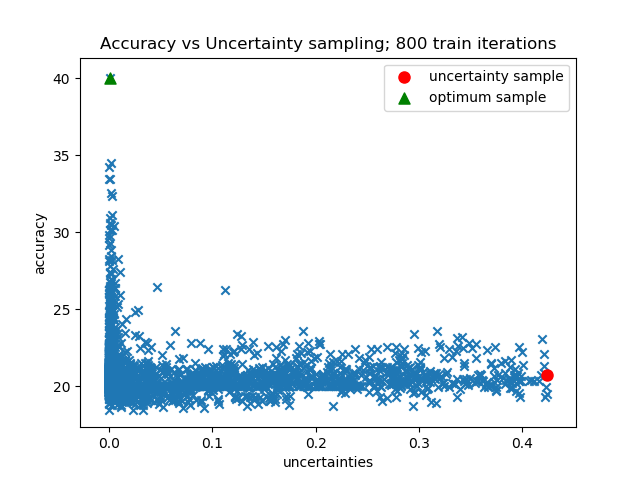 Accuracy vs Uncertainty sampling; 800 train iterations
uncertainty sample
optimum sample
40
35
30
25
20
accuracy
0.0
0.1
0.2
0.3
0.4
uncertainties